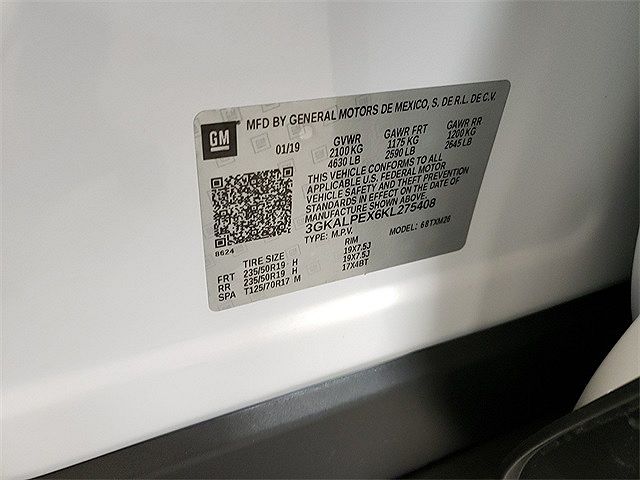 GM
MFD BY GENERAL MOTORS DE MEXICO, S. DE R.L. DE C.V.
01/19 GVWR GAWR FRT GAWR RR
2100 KG 1175 KG 1200 KG
4630 LB 2590 LB 2645 LB
THIS VEHICLE CONFORMS TO ALL
APPLICABLE U.S. FEDERAL MOTOR
VEHICLE SAFETY AND THEFT PREVENTION
STANDARDS IN EFFECT ON THE DATE OF
MANUFACTURE SHOWN ABOVE.
3GKALPEX6KL275408
TYPE: M.P.V. MODEL: 68TXM26
8624
TIRE SIZE RIM
FRT 235/50R19 H 19X7.5J
RR 235/50R19 H 19X7.5J
SPA T125/70R17 M 17X4BT